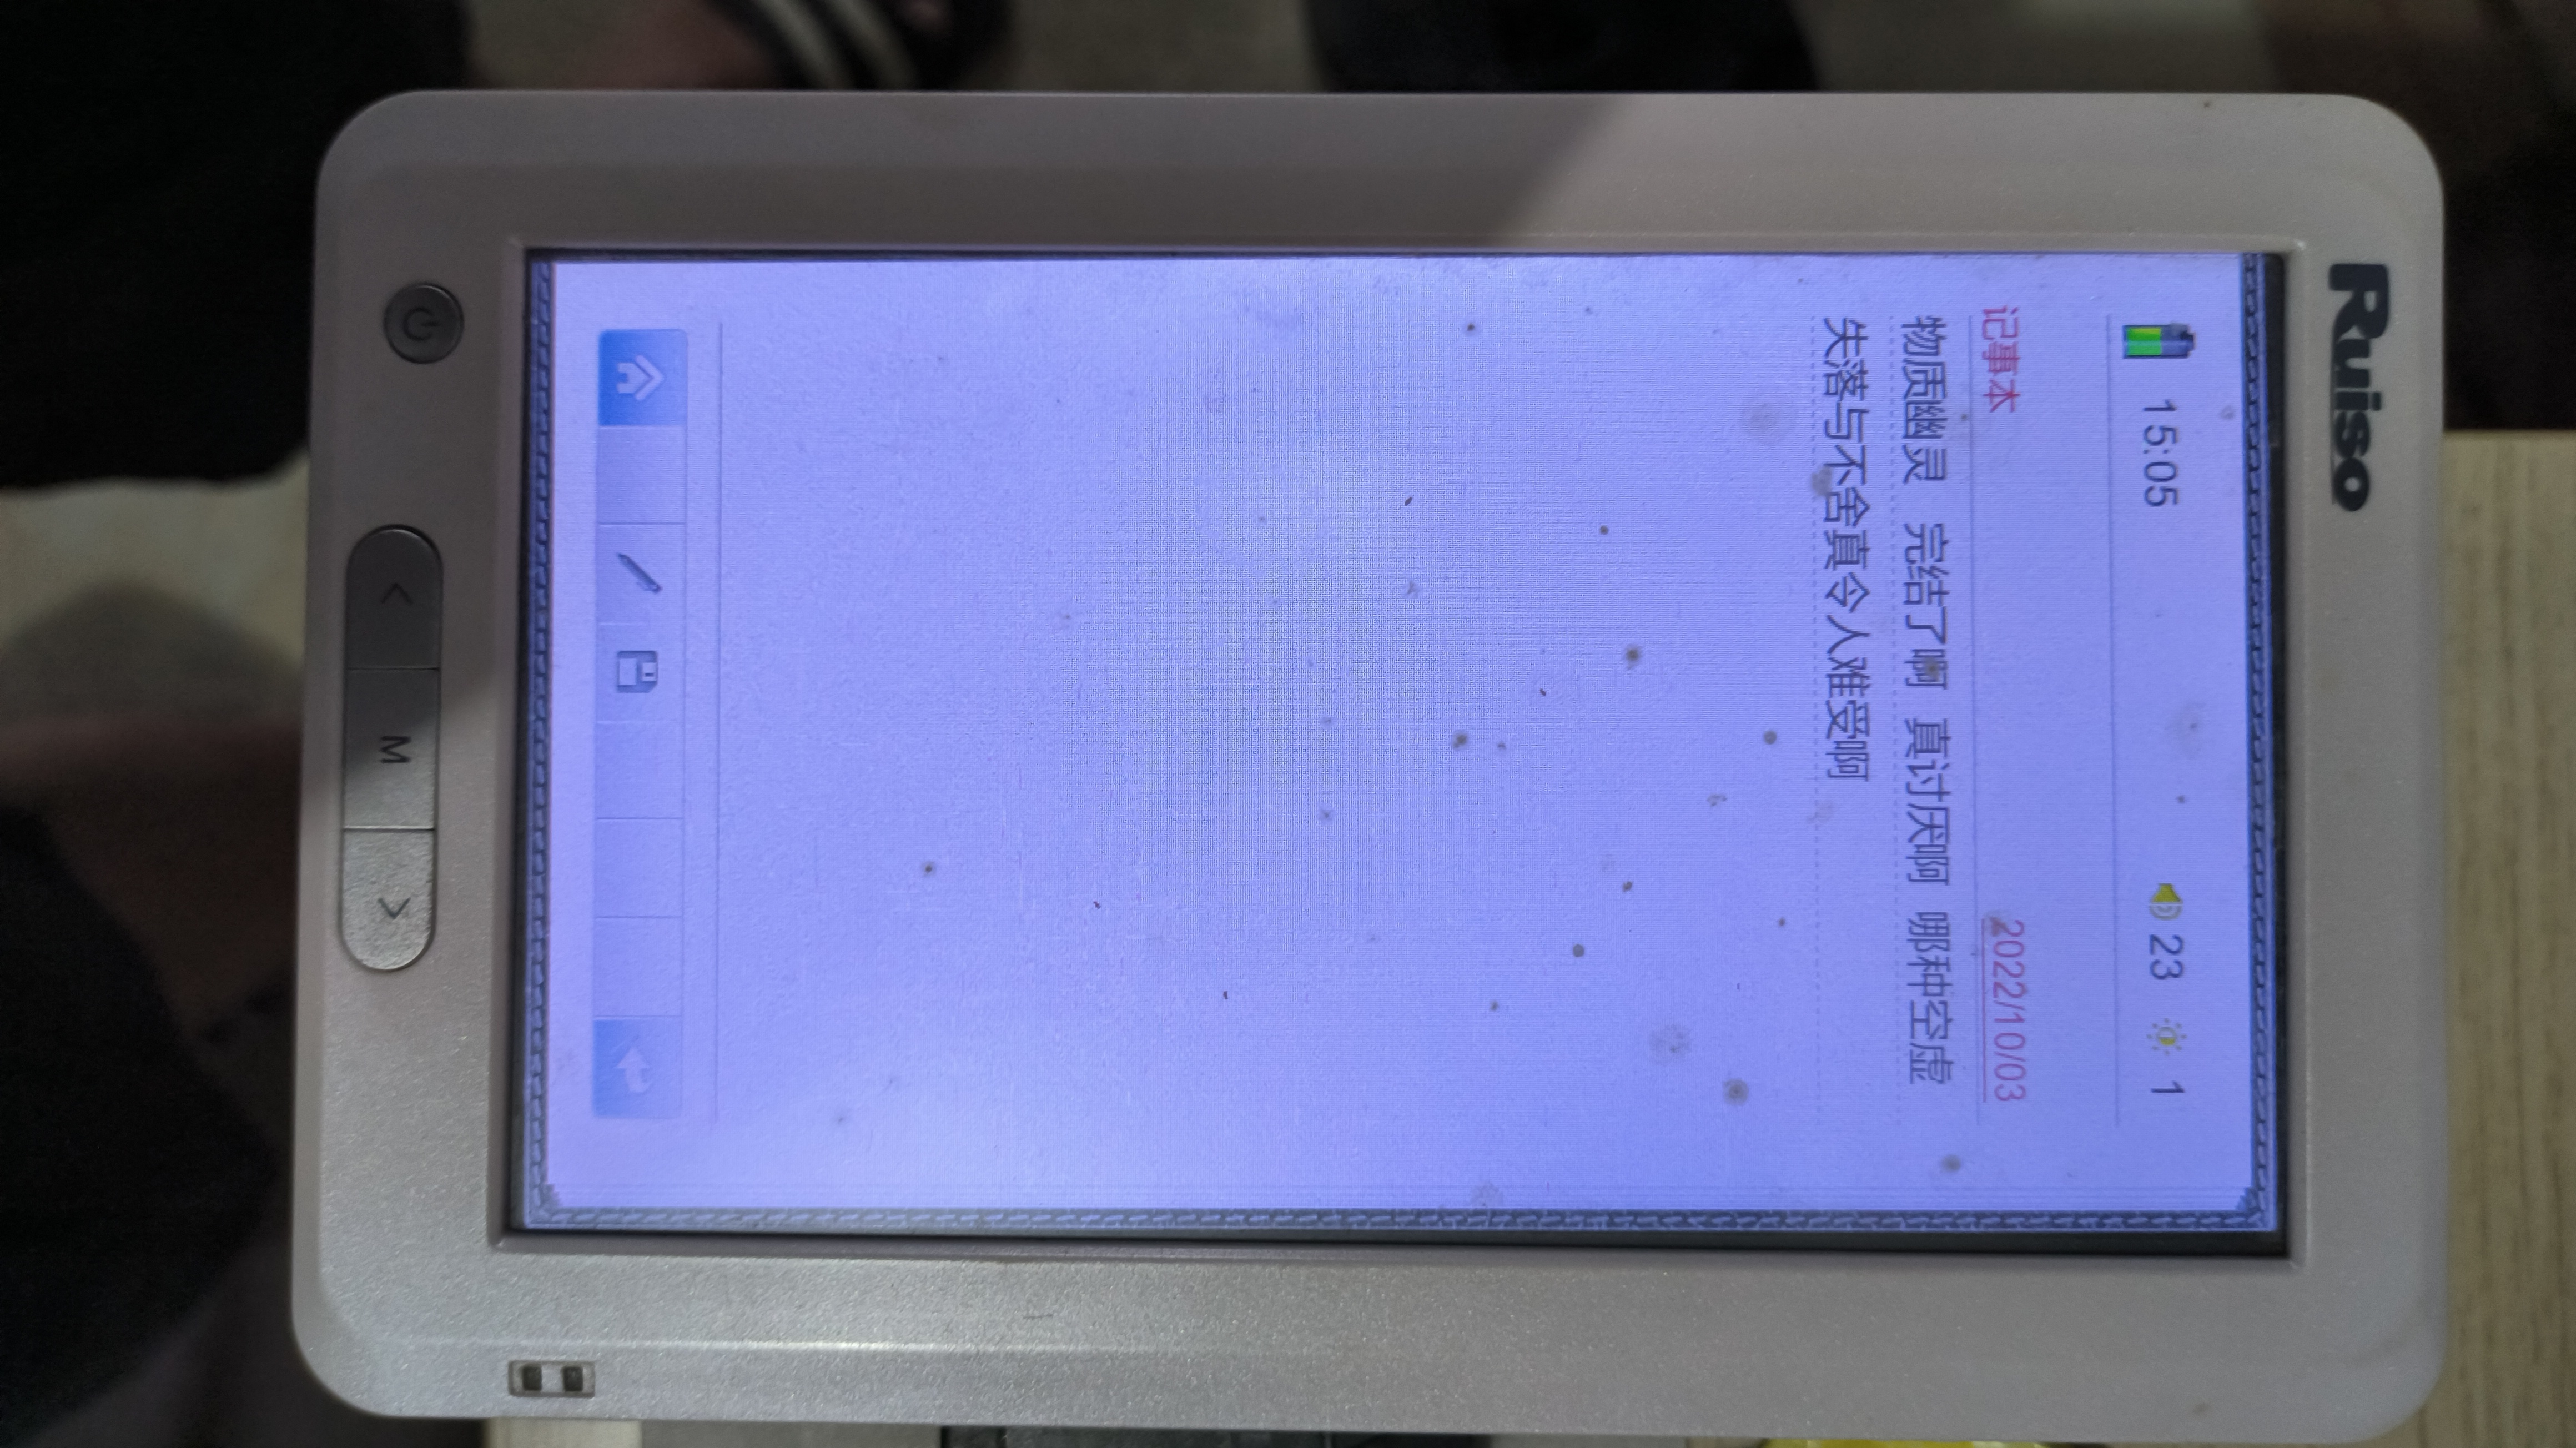 Ruiso
15:05 23 1
记事本 2022/10/03
物质幽灵 完结了啊 真讨厌啊 哪种空虚
失落与不舍真令人难受啊
< M >